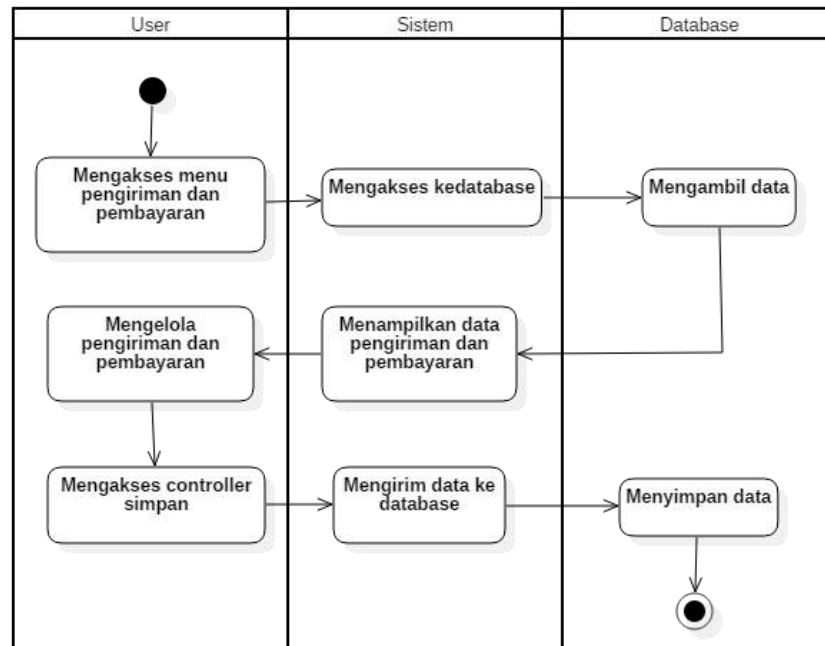 User
Sistem
Database
Mengakses menu
pengiriman dan
pembayaran
Mengakses kedatabase
Mengambil data
Mengelola
pengiriman dan
pembayaran
Menampilkan data
pengiriman dan
pembayaran
Mengakses controller
simpan
Mengirim data ke
database
Menyimpan data